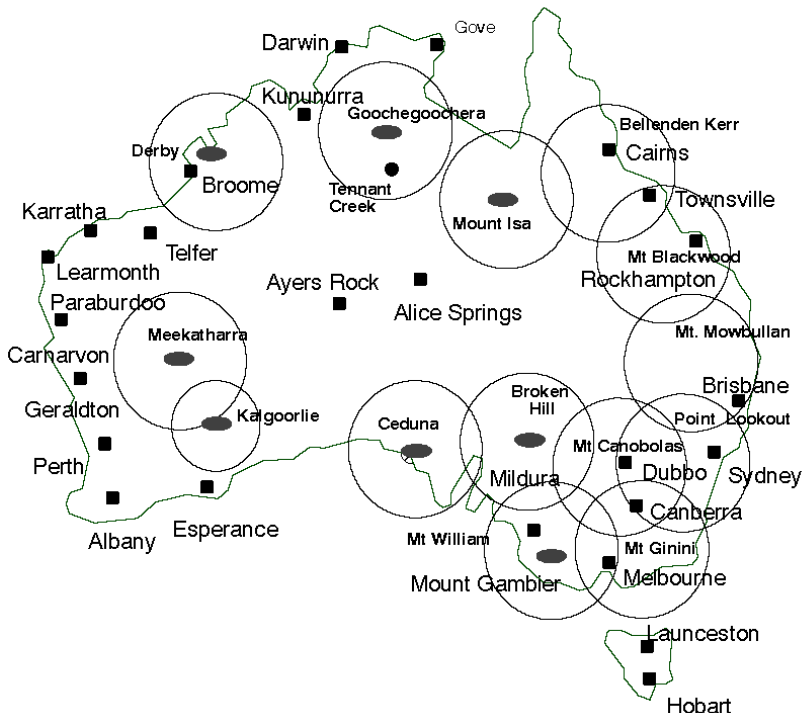 Gove
Darwin
Kununurra
Goochegoochera
Bellenden Kerr
Derby
Cairns
Broome
Tennant
Creek
Townsville
Karratha
Mount Isa
Telfer
Mt Blackwood
Learmonth
Rockhampton
Ayers Rock
Paraburdoo
Alice Springs
Meekatharra
Mt. Mowbullan
Carnarvon
Brisbane
Broken
Hill
Geraldton
Kalgoorlie
Ceduna
Point Lookout
Mt Canobolas
Perth
Mildura
Dubbo
Sydney
Esperance
Canberra
Albany
Mt William
Mt Ginini
Mount Gambier
Melbourne
Launceston
Hobart